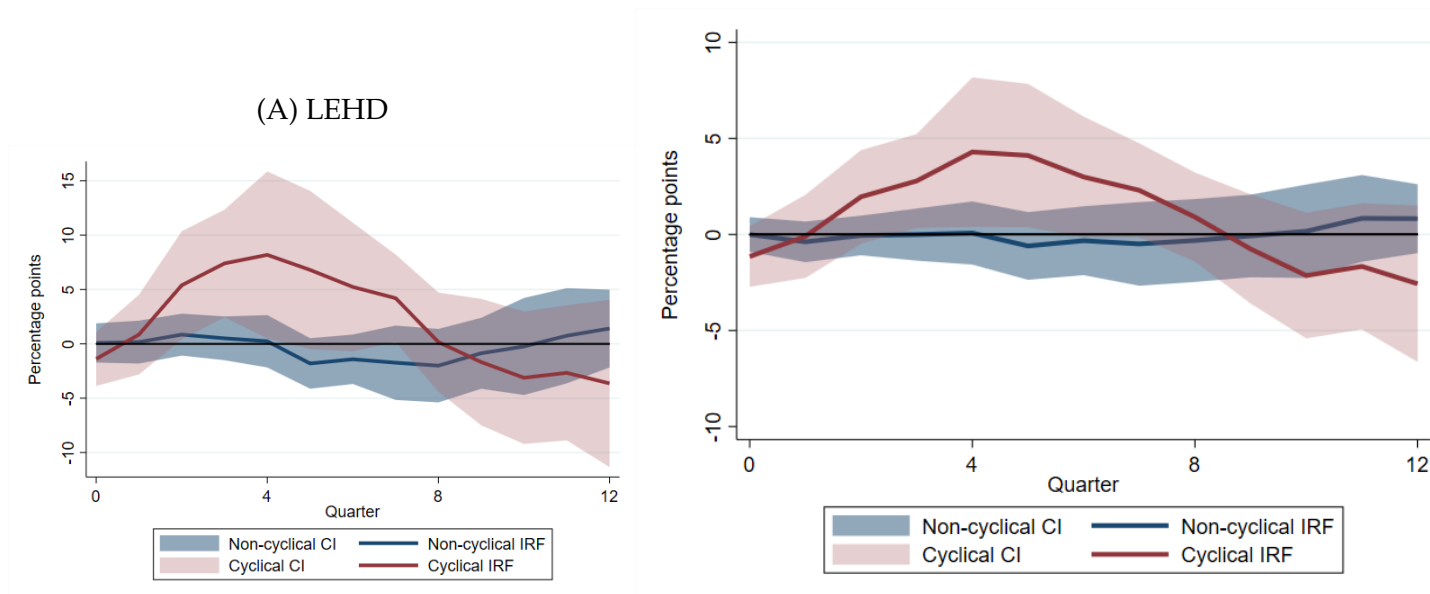 (A) LEHD
Percentage points
15
10
5
0
-5
-10
0 4 8 12
Quarter
Non-cyclical CI Non-cyclical IRF
Cyclical CI Cyclical IRF
Percentage points
10
5
0
-5
-10
0 4 8 12
Quarter
Non-cyclical CI Non-cyclical IRF
Cyclical CI Cyclical IRF